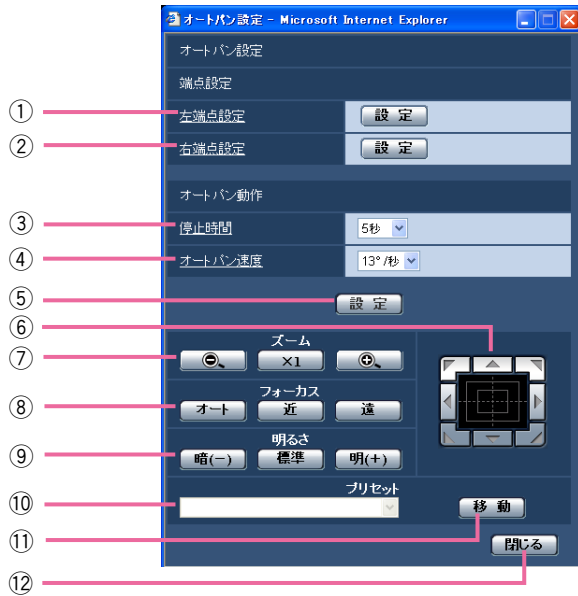 オートパン設定 - Microsoft Internet Explorer
オートパン設定
端点設定
① 左端点設定 設 定
② 右端点設定 設 定
オートパン動作
③ 停止時間 5秒
④ オートパン速度 13°/秒
⑤ 設 定
⑥
ズーム
⑦ ×1
フォーカス
⑧ オート 近 遠
明るさ
⑨ 暗(-) 標準 明(+)
プリセット
⑩
⑪ 移 動
閉じる
⑫